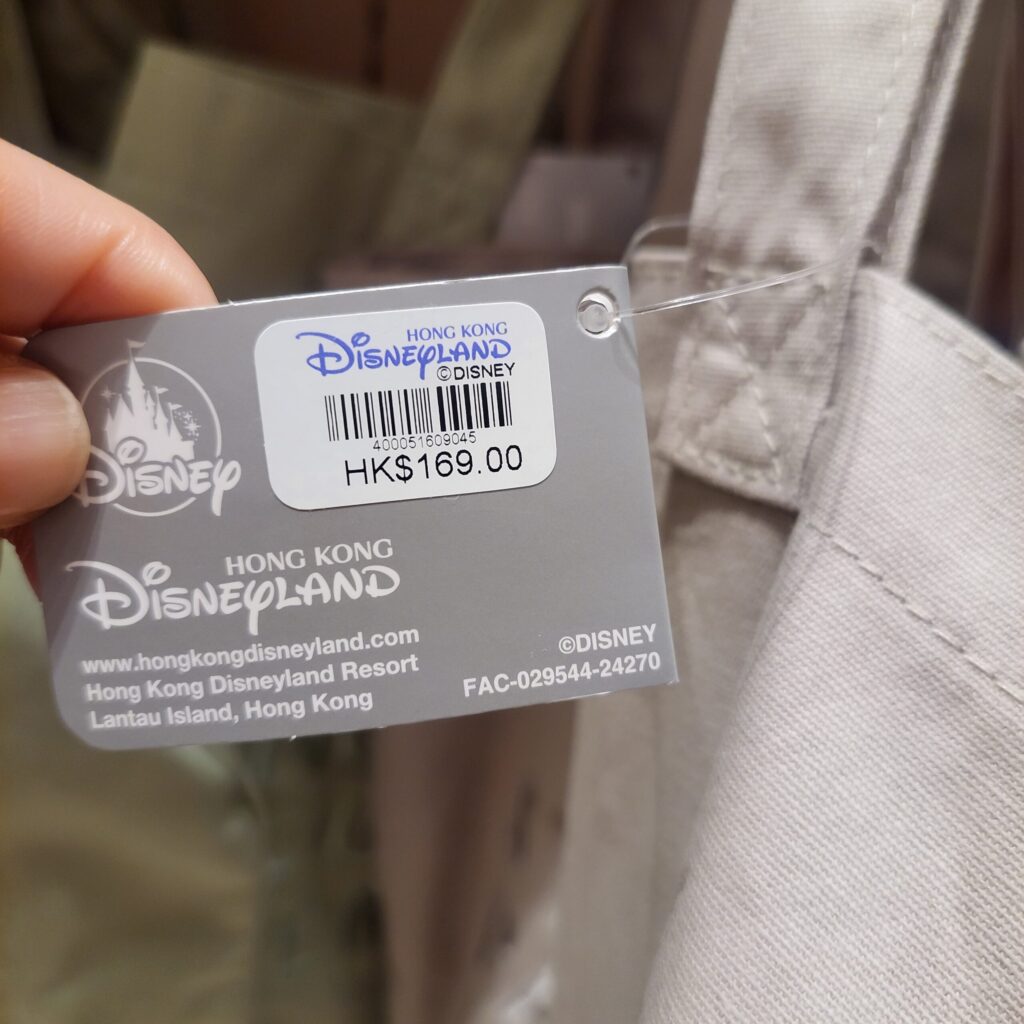 HONG KONG
Disneyland
©DISNEY
400051609045
HK$169.00
Disney
HONG KONG
Disneyland
www.hongkongdisneyland.com
Hong Kong Disneyland Resort
Lantau Island, Hong Kong
©DISNEY
FAC-029544-24270